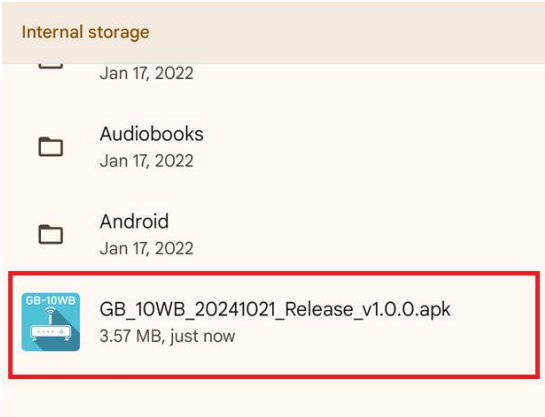 Internal storage
Jan 17, 2022
Audiobooks
Jan 17, 2022
Android
Jan 17, 2022
GB-10WB
GB_10WB_20241021_Release_v1.0.0.apk
3.57 MB, just now